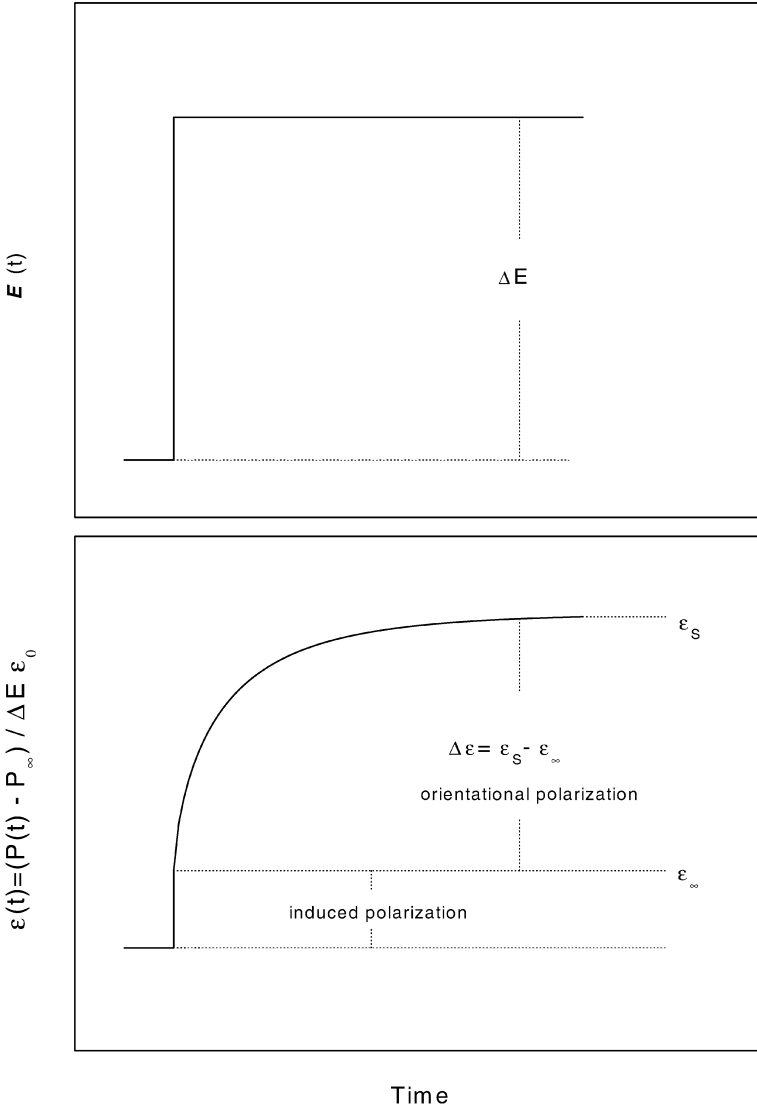 E (t)
ΔE
ε(t)=(P(t) - P∞) / ΔE ε0
εS
Δε= εS- ε∞
orientational polarization
ε∞
induced polarization
Time